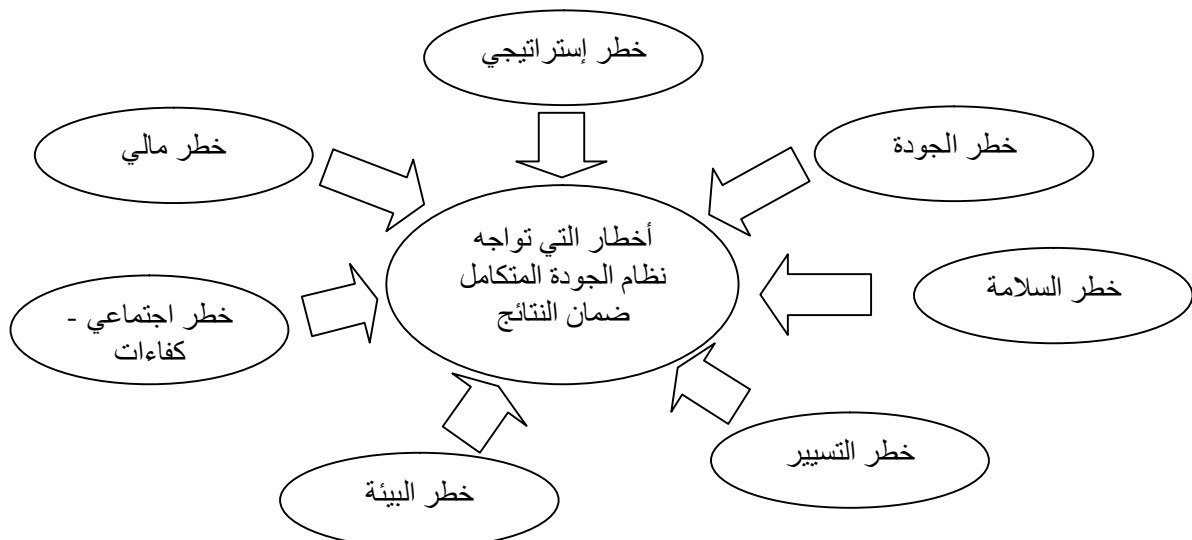 خطر إستراتيجي
خطر الجودة
خطر مالي
أخطار التي تواجه
نظام الجودة المتكامل
ضمان النتائج
خطر السلامة
خطر اجتماعي -
كفاءات
خطر التسيير
خطر البيئة